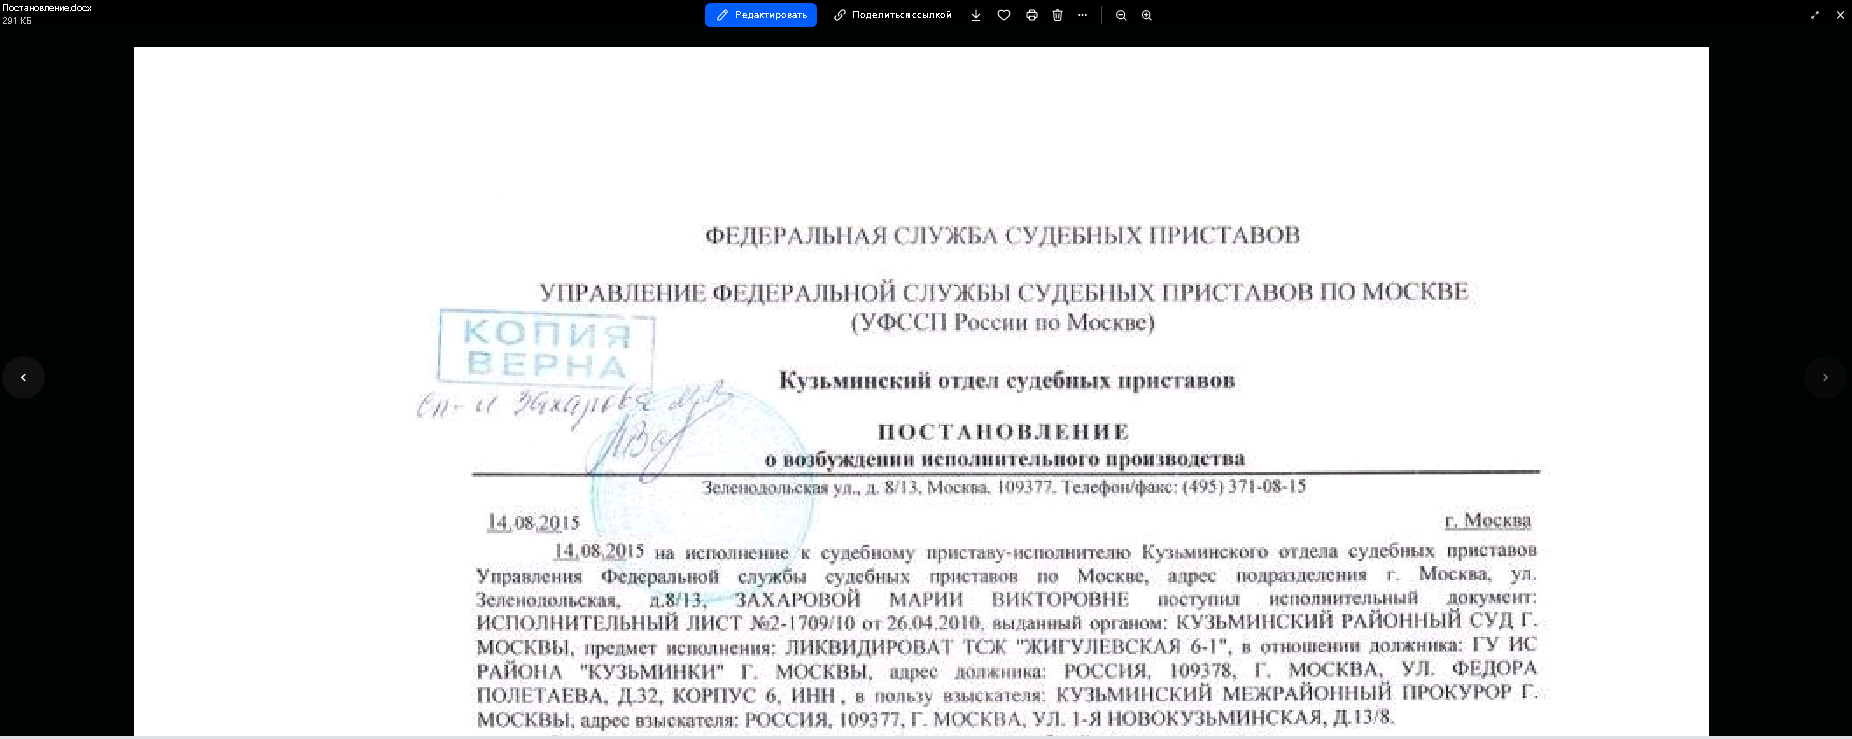 Постановление.docx
291 КБ
Редактировать
Поделиться ссылкой
ФЕДЕРАЛЬНАЯ СЛУЖБА СУДЕБНЫХ ПРИСТАВОВ
УПРАВЛЕНИЕ ФЕДЕРАЛЬНОЙ СЛУЖБЫ СУДЕБНЫХ ПРИСТАВОВ ПО МОСКВЕ
(УФССП России по Москве)
КОПИЯ
ВЕРНА
Захарова
Кузьминский отдел судебных приставов
ПОСТАНОВЛЕНИЕ
о возбуждении исполнительного производства
Зеленодольская ул., д. 8/13, Москва, 109377, Телефон/факс: (495) 371-08-15
14.08.2015
г. Москва
14.08.2015 на исполнение к судебному приставу-исполнителю Кузьминского отдела судебных приставов
Управления Федеральной службы судебных приставов по Москве, адрес подразделения г. Москва, ул.
Зеленодольская, д.8/13, ЗАХАРОВОЙ МАРИИ ВИКТОРОВНЕ поступил исполнительный документ:
ИСПОЛНИТЕЛЬНЫЙ ЛИСТ №2-1709/10 от 26.04.2010, выданный органом: КУЗЬМИНСКИЙ РАЙОННЫЙ СУД Г.
МОСКВЫ, предмет исполнения: ЛИКВИДИРОВАТ ТСЖ "ЖИГУЛЕВСКАЯ 6-1", в отношении должника: ГУ ИС
РАЙОНА "КУЗЬМИНКИ" Г. МОСКВЫ, адрес должника: РОССИЯ, 109378, Г. МОСКВА, УЛ. ФЕДОРА
ПОЛЕТАЕВА, Д.32, КОРПУС 6, ИНН , в пользу взыскателя: КУЗЬМИНСКИЙ МЕЖРАЙОННЫЙ ПРОКУРОР Г.
МОСКВЫ, адрес взыскателя: РОССИЯ, 109377, Г. МОСКВА, УЛ. 1-Я НОВОКУЗЬМИНСКАЯ, Д.13/8.